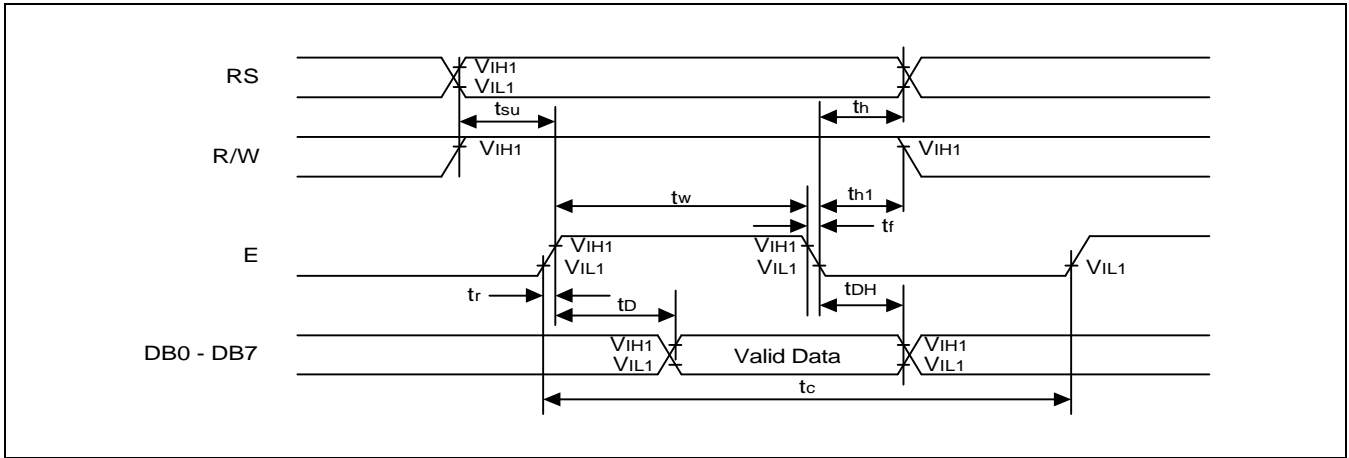 RS
VIH1
VIL1
tsu
th
R/W
VIH1
VIH1
tw
th1
tf
E
VIH1
VIL1
VIH1
VIL1
VIL1
tr
tD
tDH
DB0 - DB7
VIH1
VIL1
Valid Data
VIH1
VIL1
tc